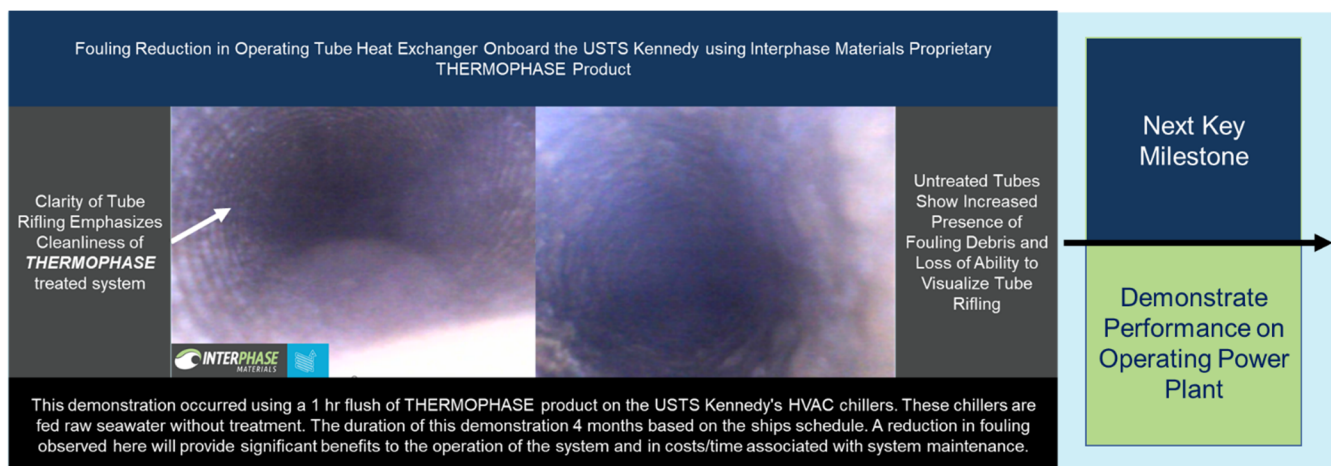 Fouling Reduction in Operating Tube Heat Exchanger Onboard the USTS Kennedy using Interphase Materials Proprietary
THERMOPHASE Product
Clarity of Tube
Rifling Emphasizes
Cleanliness of
THERMOPHASE
treated system
INTERPHASE
MATERIALS
Untreated Tubes
Show Increased
Presence of
Fouling Debris and
Loss of Ability to
Visualize Tube
Rifling
This demonstration occurred using a 1 hr flush of THERMOPHASE product on the USTS Kennedy's HVAC chillers. These chillers are
fed raw seawater without treatment. The duration of this demonstration 4 months based on the ships schedule. A reduction in fouling
observed here will provide significant benefits to the operation of the system and in costs/time associated with system maintenance.
Next Key
Milestone
Demonstrate
Performance on
Operating Power
Plant